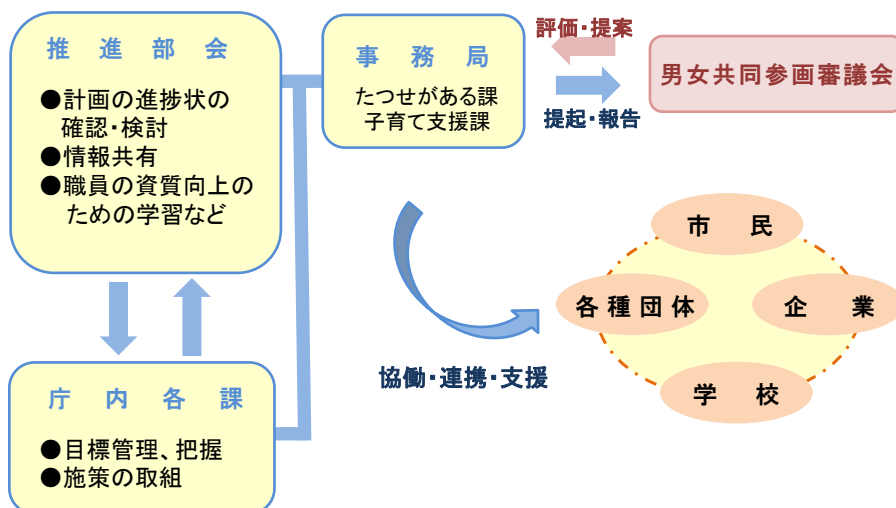 推進部会
●計画の進捗状の
確認・検討
●情報共有
●職員の資質向上の
ための学習など
事務局
たつせがある課
子育て支援課
評価・提案
提起・報告
男女共同参画審議会
市民
各種団体
企業
学校
協働・連携・支援
庁内各課
●目標管理、把握
●施策の取組